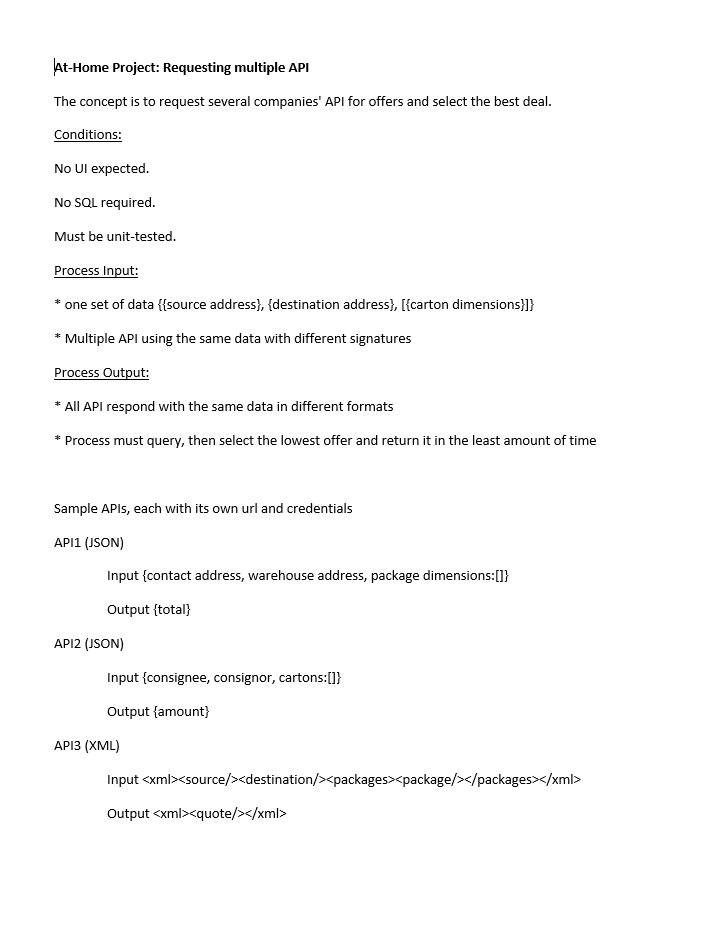 At-Home Project: Requesting multiple API
The concept is to request several companies' API for offers and select the best deal.
Conditions:
No UI expected.
No SQL required.
Must be unit-tested.
Process Input:
* one set of data {{source address}, {destination address}, [{carton dimensions}]}
* Multiple API using the same data with different signatures
Process Output:
* All API respond with the same data in different formats
* Process must query, then select the lowest offer and return it in the least amount of time
Sample APIs, each with its own url and credentials
API1 (JSON)
Input {contact address, warehouse address, package dimensions:[]}
Output {total}
API2 (JSON)
Input {consignee, consignor, cartons:[]}
Output {amount}
API3 (XML)
Input <xml><source/><destination/><packages><package/></packages></xml>
Output <xml><quote/></xml>